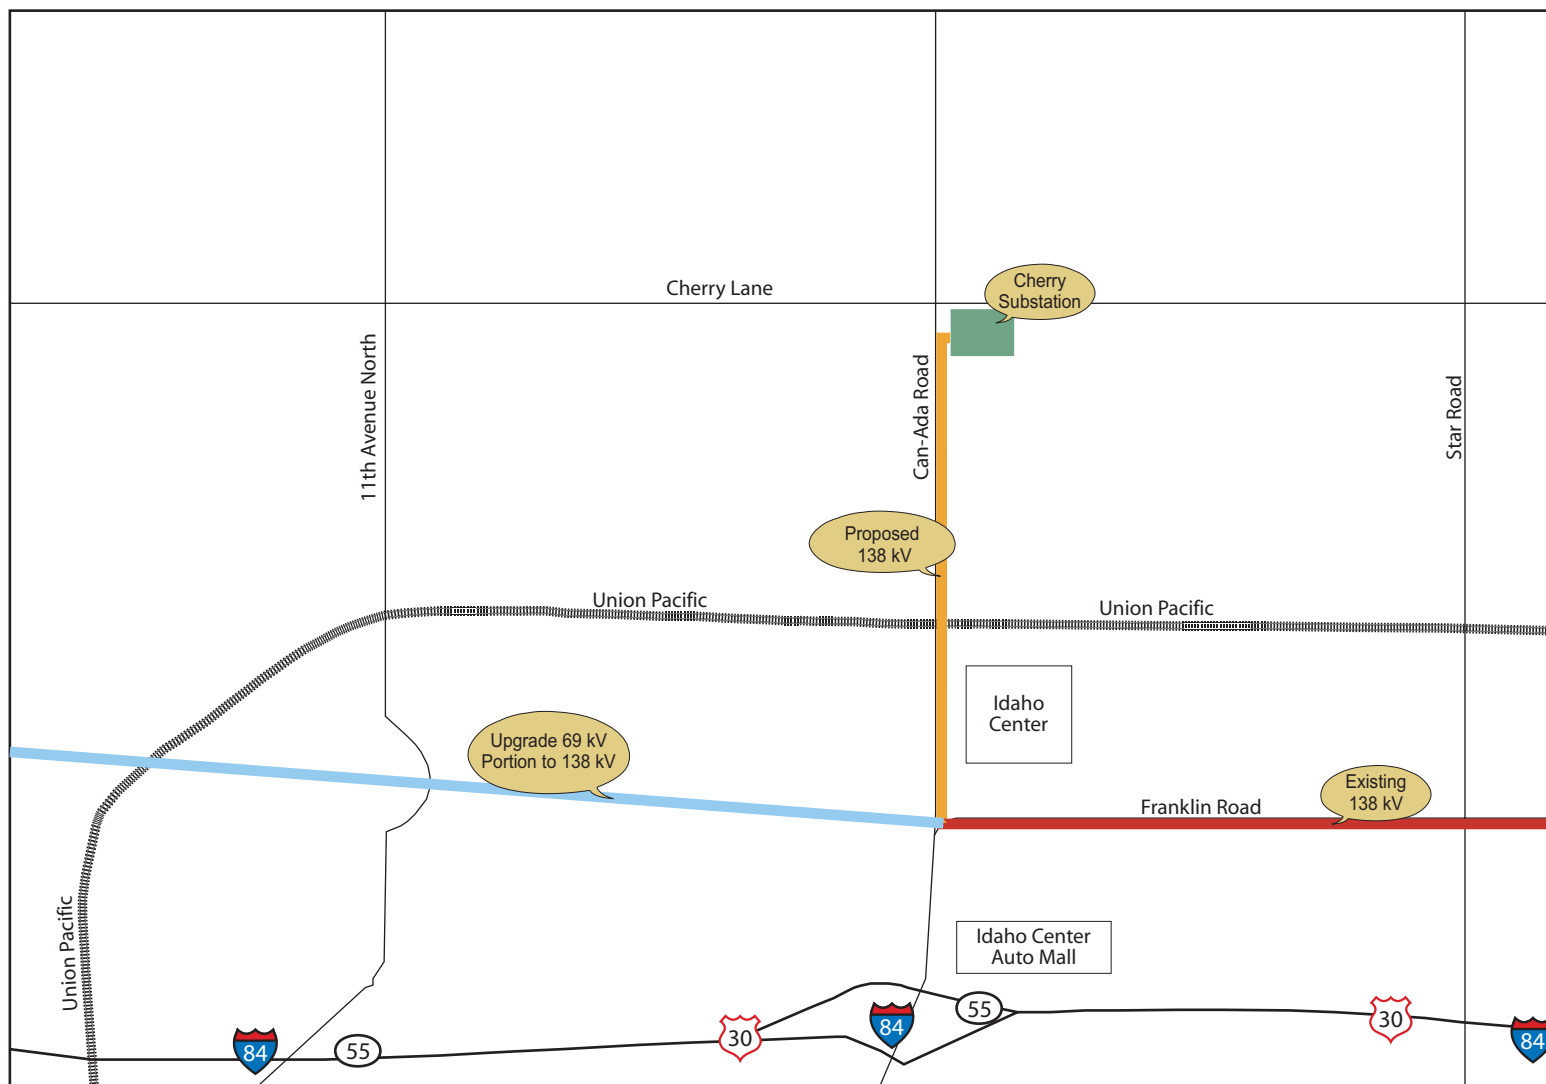 Cherry Lane
Cherry
Substation
11th Avenue North
Can-Ada Road
Star Road
Proposed
138 kV
Union Pacific
Union Pacific
Idaho
Center
Upgrade 69 kV
Portion to 138 kV
Existing
138 kV
Franklin Road
Union Pacific
Idaho Center
Auto Mall
84
55
30
84
55
30
84